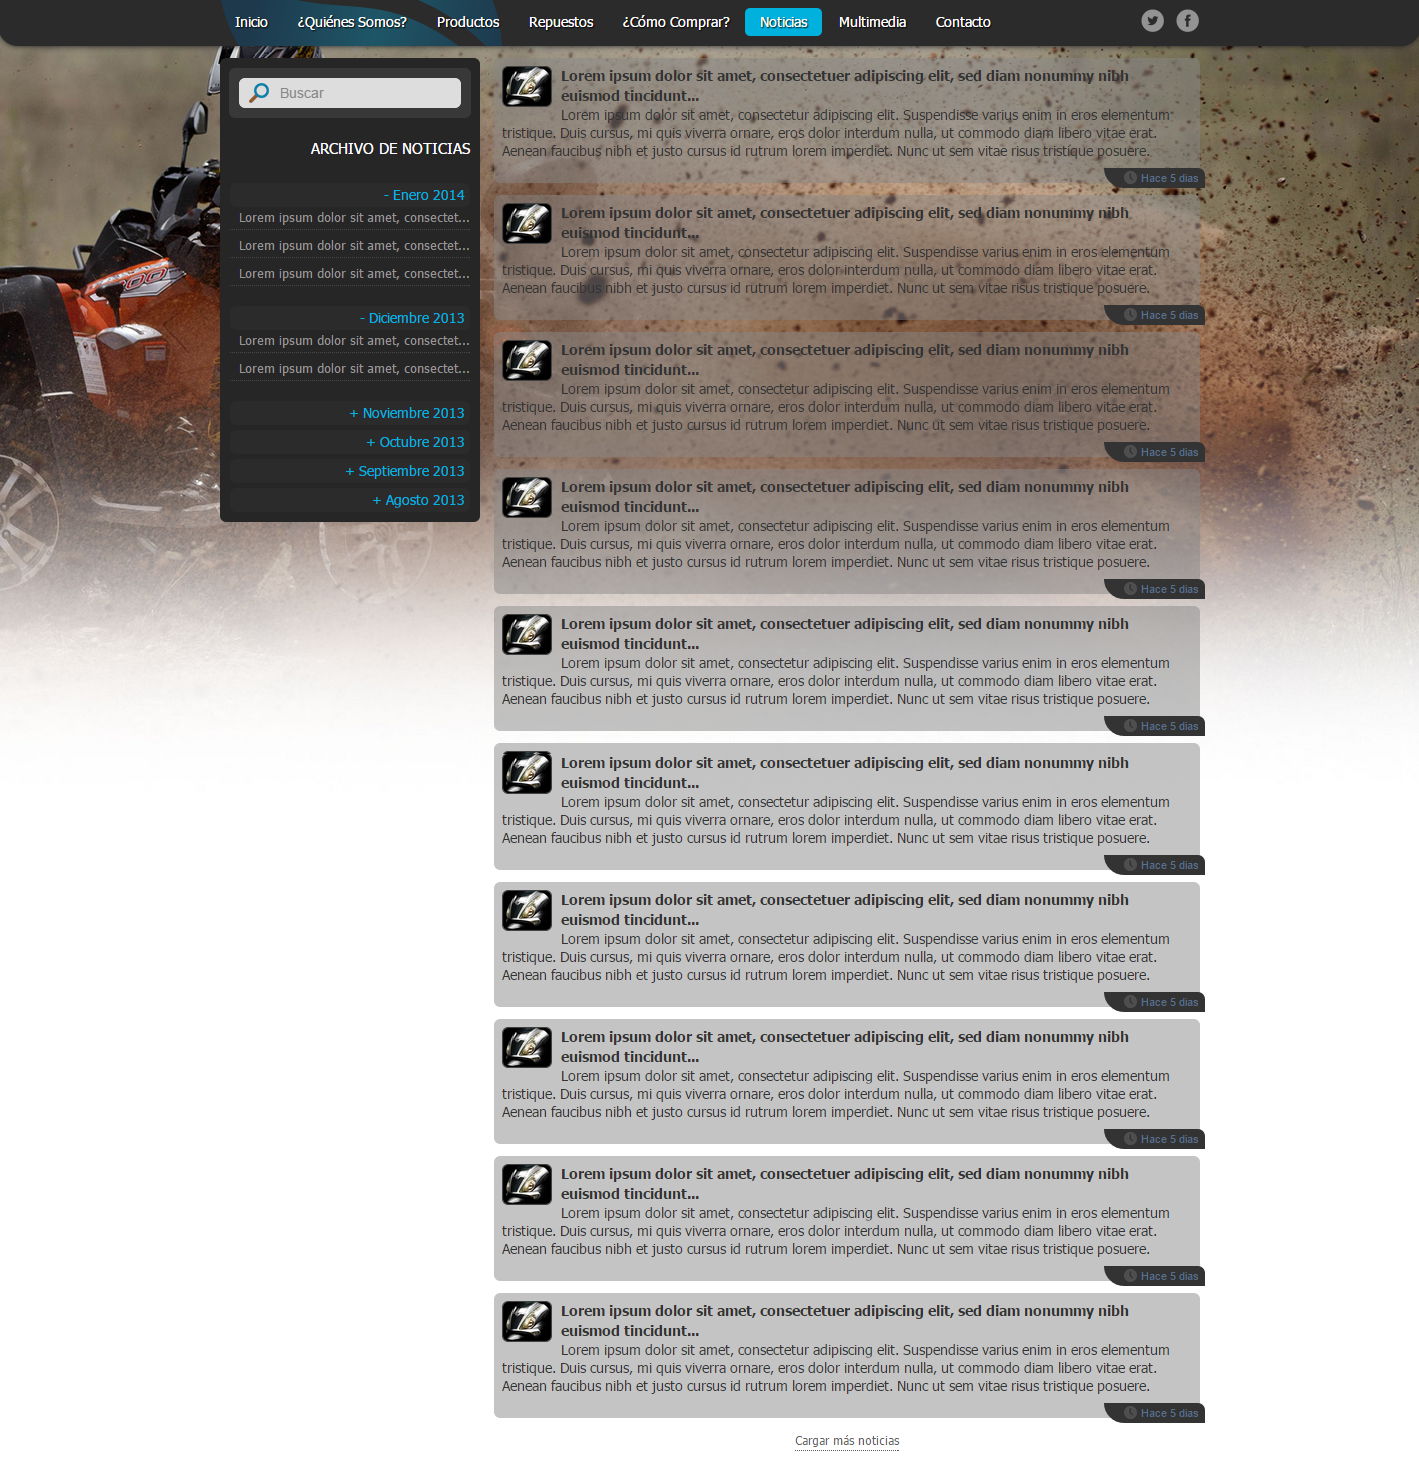 Inicio ¿Quiénes Somos? Productos Repuestos ¿Cómo Comprar? Noticias Multimedia Contacto
Buscar
ARCHIVO DE NOTICIAS
- Enero 2014
Lorem ipsum dolor sit amet, consectet...
Lorem ipsum dolor sit amet, consectet...
Lorem ipsum dolor sit amet, consectet...
- Diciembre 2013
Lorem ipsum dolor sit amet, consectet...
Lorem ipsum dolor sit amet, consectet...
+ Noviembre 2013
+ Octubre 2013
+ Septiembre 2013
+ Agosto 2013
Lorem ipsum dolor sit amet, consectetuer adipiscing elit, sed diam nonummy nibh
euismod tincidunt...
Lorem ipsum dolor sit amet, consectetur adipiscing elit. Suspendisse varius enim in eros elementum
tristique. Duis cursus, mi quis viverra ornare, eros dolor interdum nulla, ut commodo diam libero vitae erat.
Aenean faucibus nibh et justo cursus id rutrum lorem imperdiet. Nunc ut sem vitae risus tristique posuere.
Hace 5 dias
Lorem ipsum dolor sit amet, consectetuer adipiscing elit, sed diam nonummy nibh
euismod tincidunt...
Lorem ipsum dolor sit amet, consectetur adipiscing elit. Suspendisse varius enim in eros elementum
tristique. Duis cursus, mi quis viverra ornare, eros dolor interdum nulla, ut commodo diam libero vitae erat.
Aenean faucibus nibh et justo cursus id rutrum lorem imperdiet. Nunc ut sem vitae risus tristique posuere.
Hace 5 dias
Lorem ipsum dolor sit amet, consectetuer adipiscing elit, sed diam nonummy nibh
euismod tincidunt...
Lorem ipsum dolor sit amet, consectetur adipiscing elit. Suspendisse varius enim in eros elementum
tristique. Duis cursus, mi quis viverra ornare, eros dolor interdum nulla, ut commodo diam libero vitae erat.
Aenean faucibus nibh et justo cursus id rutrum lorem imperdiet. Nunc ut sem vitae risus tristique posuere.
Hace 5 dias
Lorem ipsum dolor sit amet, consectetuer adipiscing elit, sed diam nonummy nibh
euismod tincidunt...
Lorem ipsum dolor sit amet, consectetur adipiscing elit. Suspendisse varius enim in eros elementum
tristique. Duis cursus, mi quis viverra ornare, eros dolor interdum nulla, ut commodo diam libero vitae erat.
Aenean faucibus nibh et justo cursus id rutrum lorem imperdiet. Nunc ut sem vitae risus tristique posuere.
Hace 5 dias
Lorem ipsum dolor sit amet, consectetuer adipiscing elit, sed diam nonummy nibh
euismod tincidunt...
Lorem ipsum dolor sit amet, consectetur adipiscing elit. Suspendisse varius enim in eros elementum
tristique. Duis cursus, mi quis viverra ornare, eros dolor interdum nulla, ut commodo diam libero vitae erat.
Aenean faucibus nibh et justo cursus id rutrum lorem imperdiet. Nunc ut sem vitae risus tristique posuere.
Hace 5 dias
Lorem ipsum dolor sit amet, consectetuer adipiscing elit, sed diam nonummy nibh
euismod tincidunt...
Lorem ipsum dolor sit amet, consectetur adipiscing elit. Suspendisse varius enim in eros elementum
tristique. Duis cursus, mi quis viverra ornare, eros dolor interdum nulla, ut commodo diam libero vitae erat.
Aenean faucibus nibh et justo cursus id rutrum lorem imperdiet. Nunc ut sem vitae risus tristique posuere.
Hace 5 dias
Lorem ipsum dolor sit amet, consectetuer adipiscing elit, sed diam nonummy nibh
euismod tincidunt...
Lorem ipsum dolor sit amet, consectetur adipiscing elit. Suspendisse varius enim in eros elementum
tristique. Duis cursus, mi quis viverra ornare, eros dolor interdum nulla, ut commodo diam libero vitae erat.
Aenean faucibus nibh et justo cursus id rutrum lorem imperdiet. Nunc ut sem vitae risus tristique posuere.
Hace 5 dias
Lorem ipsum dolor sit amet, consectetuer adipiscing elit, sed diam nonummy nibh
euismod tincidunt...
Lorem ipsum dolor sit amet, consectetur adipiscing elit. Suspendisse varius enim in eros elementum
tristique. Duis cursus, mi quis viverra ornare, eros dolor interdum nulla, ut commodo diam libero vitae erat.
Aenean faucibus nibh et justo cursus id rutrum lorem imperdiet. Nunc ut sem vitae risus tristique posuere.
Hace 5 dias
Lorem ipsum dolor sit amet, consectetuer adipiscing elit, sed diam nonummy nibh
euismod tincidunt...
Lorem ipsum dolor sit amet, consectetur adipiscing elit. Suspendisse varius enim in eros elementum
tristique. Duis cursus, mi quis viverra ornare, eros dolor interdum nulla, ut commodo diam libero vitae erat.
Aenean faucibus nibh et justo cursus id rutrum lorem imperdiet. Nunc ut sem vitae risus tristique posuere.
Hace 5 dias
Lorem ipsum dolor sit amet, consectetuer adipiscing elit, sed diam nonummy nibh
euismod tincidunt...
Lorem ipsum dolor sit amet, consectetur adipiscing elit. Suspendisse varius enim in eros elementum
tristique. Duis cursus, mi quis viverra ornare, eros dolor interdum nulla, ut commodo diam libero vitae erat.
Aenean faucibus nibh et justo cursus id rutrum lorem imperdiet. Nunc ut sem vitae risus tristique posuere.
Hace 5 dias
Cargar más noticias